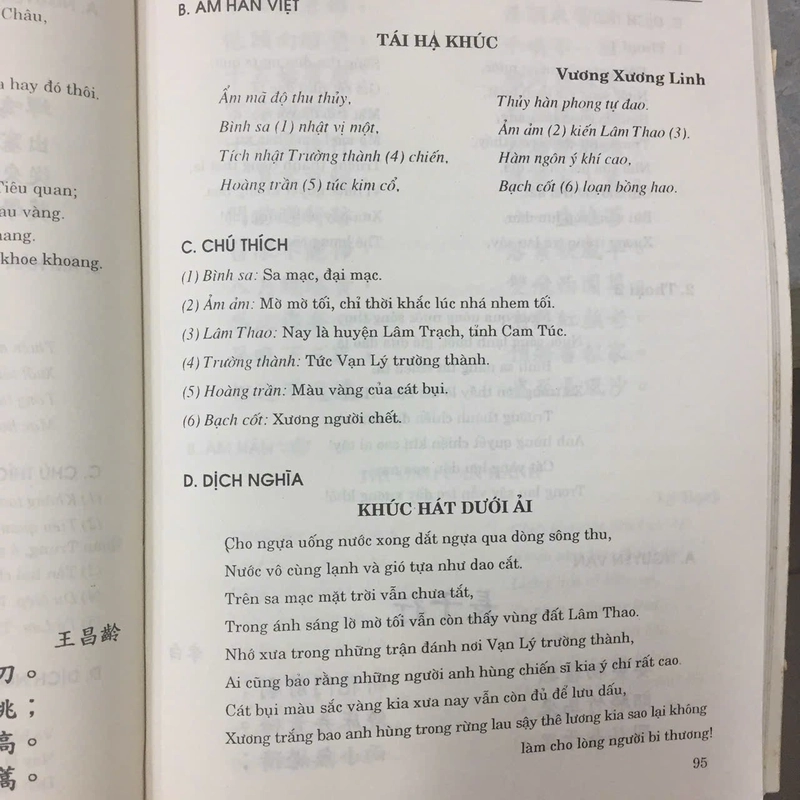 Châu,
hay đó thôi.
Tiêu quan;
au vàng.
nang.
khoe khoang.
王昌齡
刀。
洮；
高。
蒿。
B. ÂM HÁN VIỆT
TÁI HẠ KHÚC
Vương Xương Linh
Ẩm mã độ thu thủy, Thủy hàn phong tự đao.
Bình sa (1) nhật vị một, Ảm ảm (2) kiến Lâm Thao (3).
Tích nhật Trường thành (4) chiến, Hàm ngôn ý khí cao,
Hoàng trần (5) túc kim cổ, Bạch cốt (6) loạn bồng hao.
C. CHÚ THÍCH
(1) Bình sa: Sa mạc, đại mạc.
(2) Ảm ảm: Mờ mờ tối, chỉ thời khắc lúc nhá nhem tối.
(3) Lâm Thao: Nay là huyện Lâm Trạch, tỉnh Cam Túc.
(4) Trường thành: Tức Vạn Lý trường thành.
(5) Hoàng trần: Màu vàng của cát bụi.
(6) Bạch cốt: Xương người chết.
D. DỊCH NGHĨA
KHÚC HÁT DƯỚI ẢI
Cho ngựa uống nước xong dắt ngựa qua dòng sông thu,
Nước vô cùng lạnh và gió tựa như dao cắt.
Trên sa mạc mặt trời vẫn chưa tắt,
Trong ánh sáng lờ mờ tối vẫn còn thấy vùng đất Lâm Thao.
Nhô xưa trong những trận đánh nơi Vạn Lý trường thành,
Ai cũng bảo rằng những người anh hùng chiến sĩ kia ý chí rất cao.
Cát bụi màu sắc vàng kia xưa nay vẫn còn đủ để lưu dấu,
Xương trắng bao anh hùng trong rừng lau sậy thê lương kia sao lại không
làm cho lòng người bi thương!
95